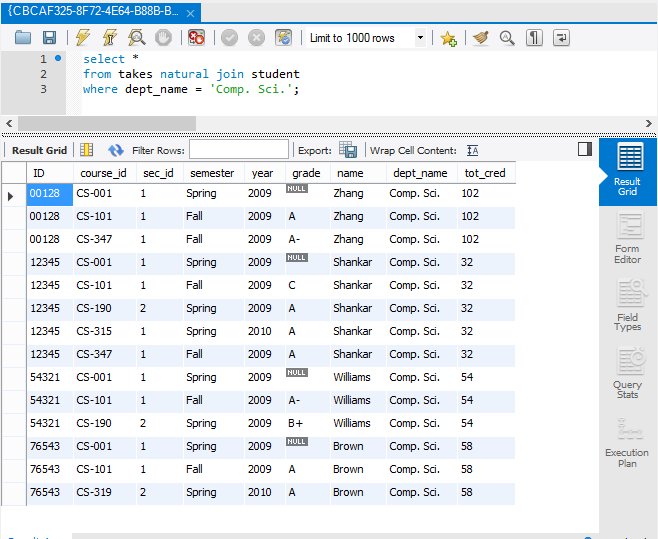 {CBCAF325-8F72-4E64-B88B-B... ×
Limit to 1000 rows
1 select *
2 from takes natural join student
3 where dept_name = 'Comp. Sci.';
Result Grid Filter Rows: Export: Wrap Cell Content: IA
ID course_id sec_id semester year grade name dept_name tot_cred
00128 CS-001 1 Spring 2009 NULL Zhang Comp. Sci. 102
00128 CS-101 1 Fall 2009 A Zhang Comp. Sci. 102
00128 CS-347 1 Fall 2009 A- Zhang Comp. Sci. 102
12345 CS-001 1 Spring 2009 NULL Shankar Comp. Sci. 32
12345 CS-101 1 Fall 2009 C Shankar Comp. Sci. 32
12345 CS-190 2 Spring 2009 A Shankar Comp. Sci. 32
12345 CS-315 1 Spring 2010 A Shankar Comp. Sci. 32
12345 CS-347 1 Fall 2009 A Shankar Comp. Sci. 32
54321 CS-001 1 Spring 2009 NULL Williams Comp. Sci. 54
54321 CS-101 1 Fall 2009 A- Williams Comp. Sci. 54
54321 CS-190 2 Spring 2009 B+ Williams Comp. Sci. 54
76543 CS-001 1 Spring 2009 NULL Brown Comp. Sci. 58
76543 CS-101 1 Fall 2009 A Brown Comp. Sci. 58
76543 CS-319 2 Spring 2010 A Brown Comp. Sci. 58
Result
Grid
Form
Editor
Field
Types
Query
Stats
Execution
Plan